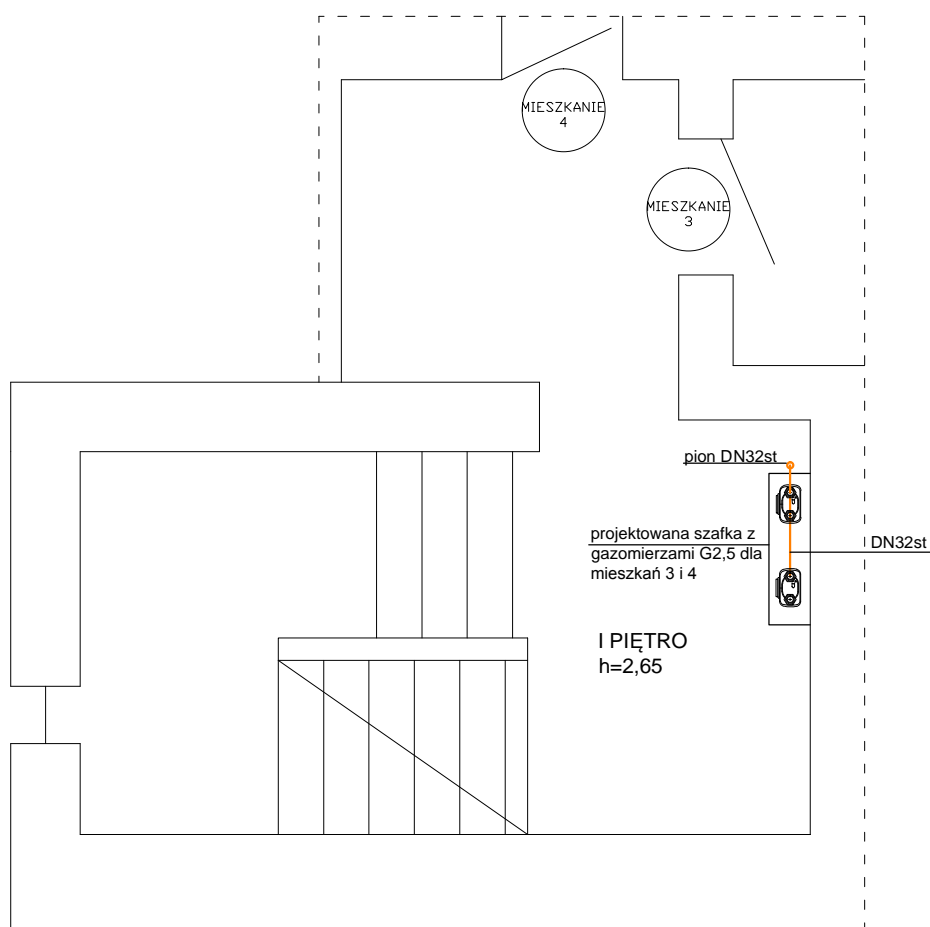 MIESZKANIE
4
MIESZKANIE
3
pion DN32st
projektowana szafka z
gazomierzami G2,5 dla
mieszkań 3 i 4
DN32st
I PIĘTRO
h=2,65